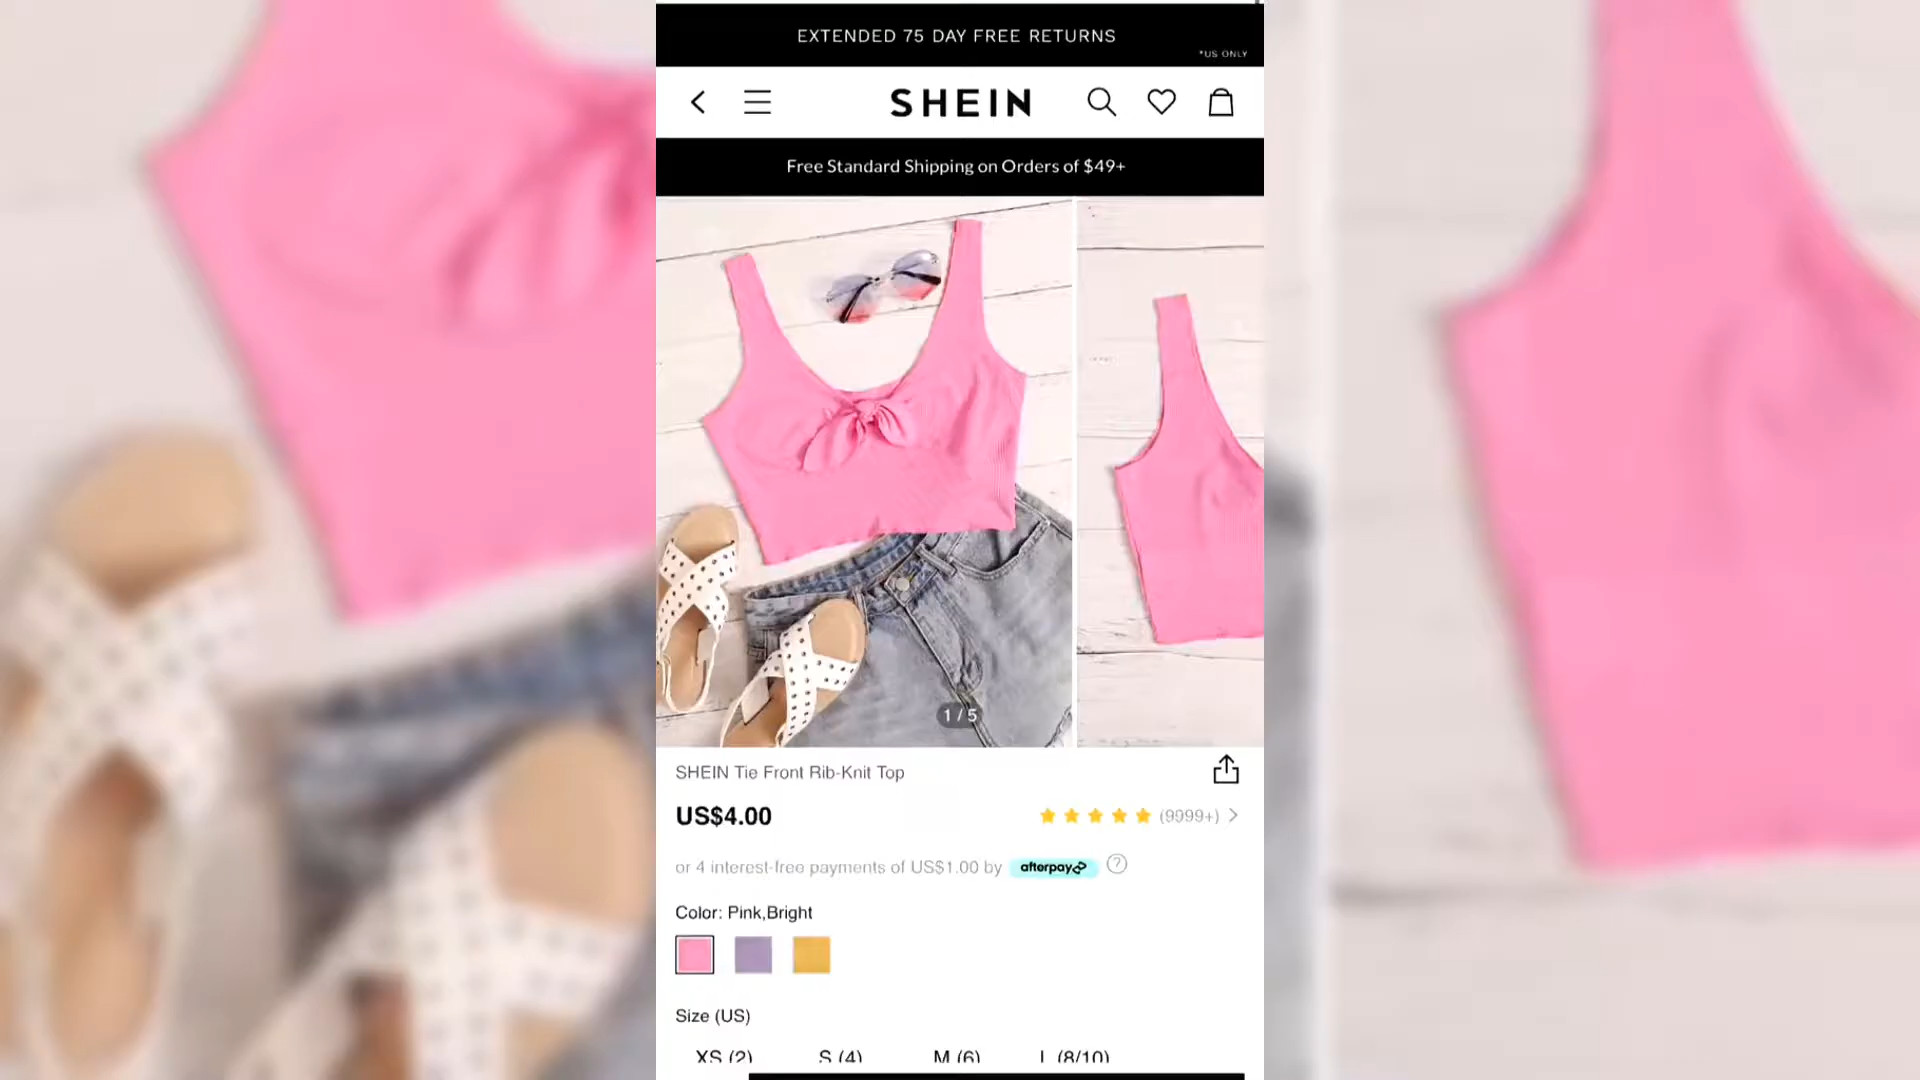 EXTENDED 75 DAY FREE RETURNS
*US ONLY
SHEIN
Free Standard Shipping on Orders of $49+
1/5
SHEIN Tie Front Rib-Knit Top
US$4.00
(9999+)
or 4 interest-free payments of US$1.00 by afterpay
Color: Pink,Bright
Size (US)
XS (2) S (4) M (6) L (8/10)